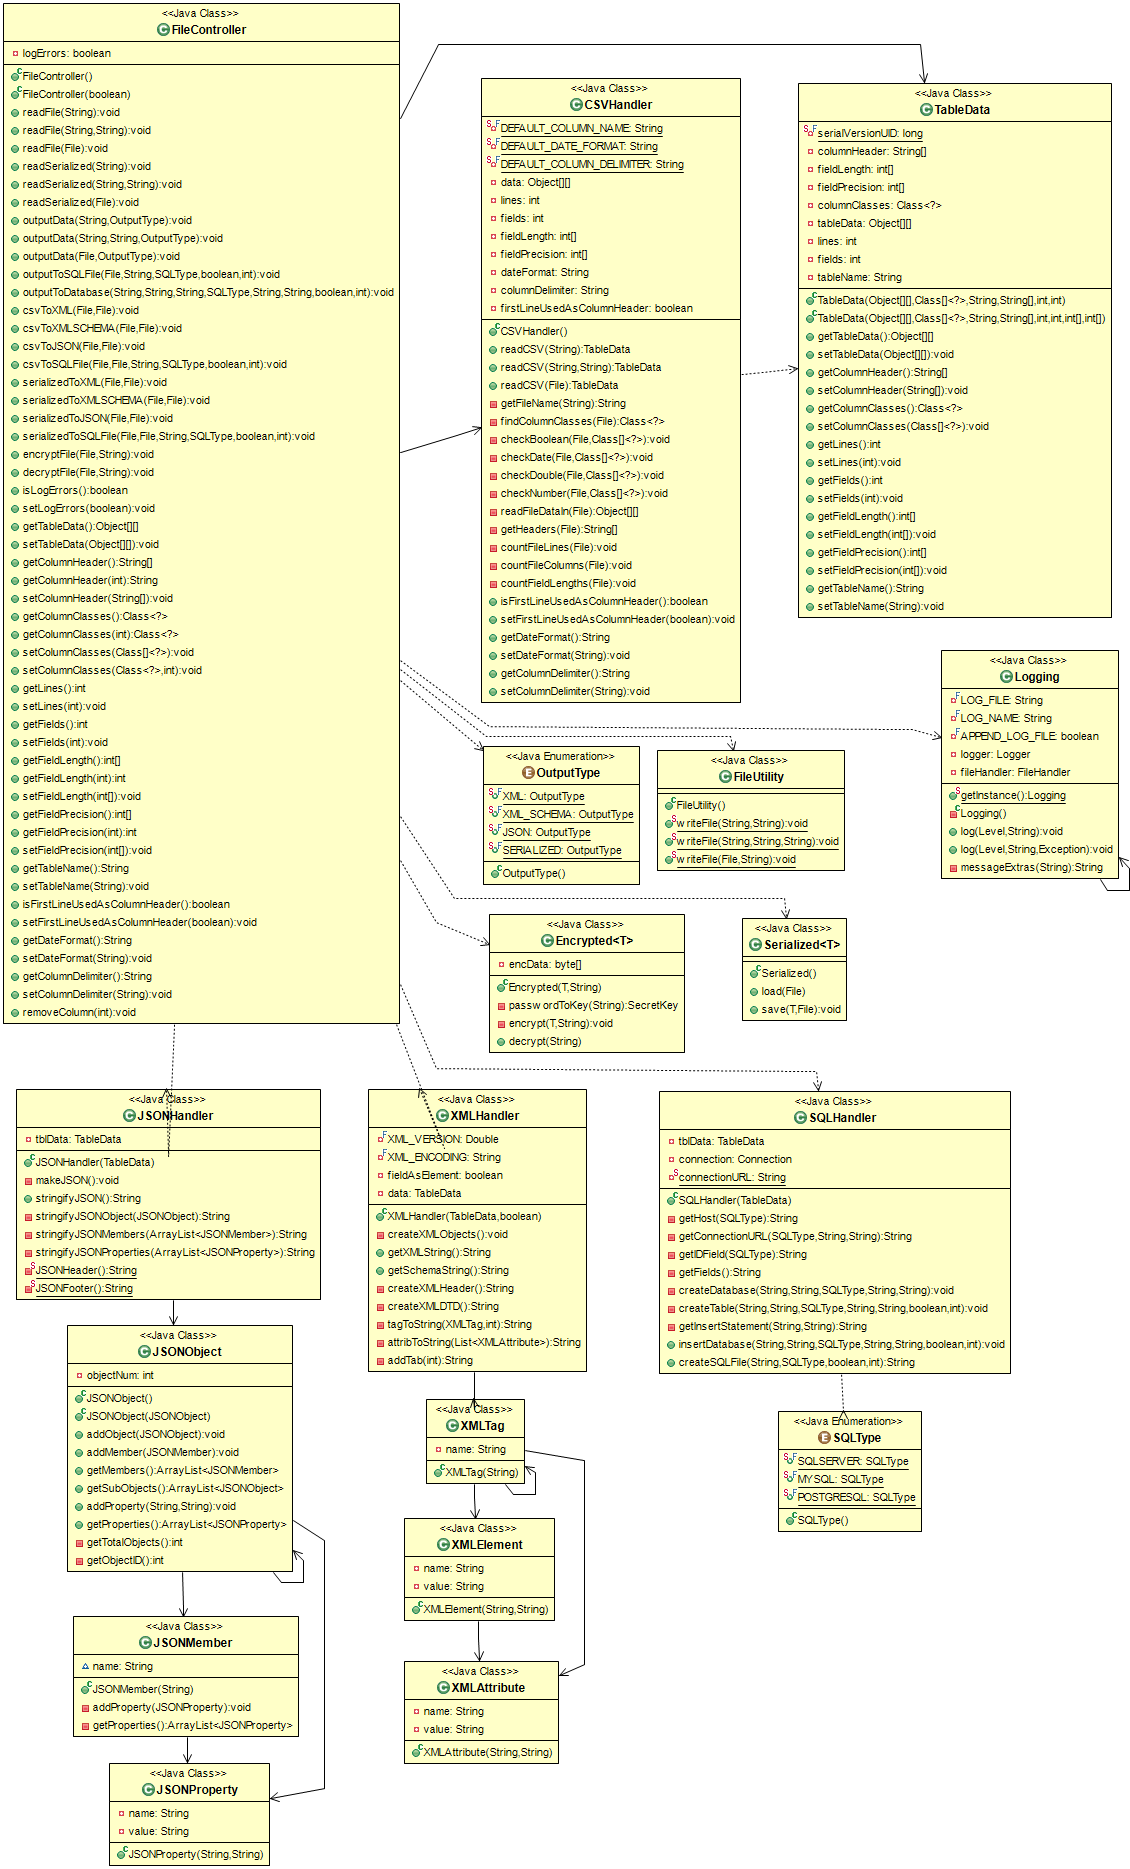 <<Java Class>>
FileController
logErrors: boolean
FileController()
FileController(boolean)
readFile(String):void
readFile(String,String):void
readFile(File):void
readSerialized(String):void
readSerialized(String,String):void
readSerialized(File):void
outputData(String,OutputType):void
outputData(String,String,OutputType):void
outputData(File,OutputType):void
outputToSQLFile(File,String,SQLType,boolean,int):void
outputToDatabase(String,String,String,SQLType,String,String,boolean,int):void
csvToXML(File,File):void
csvToXMLSCHEMA(File,File):void
csvToJSON(File,File):void
csvToSQLFile(File,File,String,SQLType,boolean,int):void
serializedToXML(File,File):void
serializedToXMLSCHEMA(File,File):void
serializedToJSON(File,File):void
serializedToSQLFile(File,File,String,SQLType,boolean,int):void
encryptFile(File,String):void
decryptFile(File,String):void
isLogErrors():boolean
setLogErrors(boolean):void
getTableData():Object[][]
setTableData(Object[][]):void
getColumnHeader():String[]
getColumnHeader(int):String
setColumnHeader(String[]):void
getColumnClasses():Class<?>
getColumnClasses(int):Class<?>
setColumnClasses(Class[]<?>):void
setColumnClasses(Class<?>,int):void
getLines():int
setLines(int):void
getFields():int
setFields(int):void
getFieldLength():int[]
getFieldLength(int):int
setFieldLength(int[]):void
getFieldPrecision():int[]
getFieldPrecision(int):int
setFieldPrecision(int[]):void
getTableName():String
setTableName(String):void
isFirstLineUsedAsColumnHeader():boolean
setFirstLineUsedAsColumnHeader(boolean):void
getDateFormat():String
setDateFormat(String):void
getColumnDelimiter():String
setColumnDelimiter(String):void
removeColumn(int):void
<<Java Class>>
CSVHandler
DEFAULT_COLUMN_NAME: String
DEFAULT_DATE_FORMAT: String
DEFAULT_COLUMN_DELIMITER: String
data: Object[][]
lines: int
fields: int
fieldLength: int[]
fieldPrecision: int[]
dateFormat: String
columnDelimiter: String
firstLineUsedAsColumnHeader: boolean
CSVHandler()
readCSV(String):TableData
readCSV(String,String):TableData
readCSV(File):TableData
getFileName(String):String
findColumnClasses(File):Class<?>
checkBoolean(File,Class[]<?>):void
checkDate(File,Class[]<?>):void
checkDouble(File,Class[]<?>):void
checkNumber(File,Class[]<?>):void
readFileDataIn(File):Object[][]
getHeaders(File):String[]
countFileLines(File):void
countFileColumns(File):void
countFieldLengths(File):void
isFirstLineUsedAsColumnHeader():boolean
setFirstLineUsedAsColumnHeader(boolean):void
getDateFormat():String
setDateFormat(String):void
getColumnDelimiter():String
setColumnDelimiter(String):void
<<Java Class>>
TableData
serialVersionUID: long
columnHeader: String[]
fieldLength: int[]
fieldPrecision: int[]
columnClasses: Class<?>
tableData: Object[][]
lines: int
fields: int
tableName: String
TableData(Object[][],Class[]<?>,String,String[],int,int)
TableData(Object[][],Class[]<?>,String,String[],int,int,int[],int[])
getTableData():Object[][]
setTableData(Object[][]):void
getColumnHeader():String[]
setColumnHeader(String[]):void
getColumnClasses():Class<?>
setColumnClasses(Class[]<?>):void
getLines():int
setLines(int):void
getFields():int
setFields(int):void
getFieldLength():int[]
setFieldLength(int[]):void
getFieldPrecision():int[]
setFieldPrecision(int[]):void
getTableName():String
setTableName(String):void
<<Java Class>>
Logging
LOG_FILE: String
LOG_NAME: String
APPEND_LOG_FILE: boolean
logger: Logger
fileHandler: FileHandler
getInstance():Logging
Logging()
log(Level,String):void
log(Level,String,Exception):void
messageExtras(String):String
<<Java Enumeration>>
OutputType
XML: OutputType
XML_SCHEMA: OutputType
JSON: OutputType
SERIALIZED: OutputType
OutputType()
<<Java Class>>
FileUtility
FileUtility()
writeFile(String,String):void
writeFile(String,String,String):void
writeFile(File,String):void
<<Java Class>>
Encrypted<T>
encData: byte[]
Encrypted(T,String)
passwordToKey(String):SecretKey
encrypt(T,String):void
decrypt(String)
<<Java Class>>
Serialized<T>
Serialized()
load(File)
save(T,File):void
<<Java Class>>
JSONHandler
tblData: TableData
JSONHandler(TableData)
makeJSON():void
stringifyJSON():String
stringifyJSONObject(JSONObject):String
stringifyJSONMembers(ArrayList<JSONMember>):String
stringifyJSONProperties(ArrayList<JSONProperty>):String
JSONHeader():String
JSONFooter():String
<<Java Class>>
XMLHandler
XML_VERSION: Double
XML_ENCODING: String
fieldAsElement: boolean
data: TableData
XMLHandler(TableData,boolean)
createXMLObjects():void
getXMLString():String
getSchemaString():String
createXMLHeader():String
createXMLDTD():String
tagToString(XMLTag,int):String
attribToString(List<XMLAttribute>):String
addTab(int):String
<<Java Class>>
SQLHandler
tblData: TableData
connection: Connection
connectionURL: String
SQLHandler(TableData)
getHost(SQLType):String
getConnectionURL(SQLType,String,String):String
getIDField(SQLType):String
getFields():String
createDatabase(String,String,SQLType,String,String):void
createTable(String,String,SQLType,String,String,boolean,int):void
getInsertStatement(String,String):String
insertDatabase(String,String,SQLType,String,String,boolean,int):void
createSQLFile(String,SQLType,boolean,int):String
<<Java Class>>
JSONObject
objectNum: int
JSONObject()
JSONObject(JSONObject)
addObject(JSONObject):void
addMember(JSONMember):void
getMembers():ArrayList<JSONMember>
getSubObjects():ArrayList<JSONObject>
addProperty(String,String):void
getProperties():ArrayList<JSONProperty>
getTotalObjects():int
getObjectID():int
<<Java Class>>
XMLTag
name: String
XMLTag(String)
<<Java Enumeration>>
SQLType
SQLSERVER: SQLType
MYSQL: SQLType
POSTGRESQL: SQLType
SQLType()
<<Java Class>>
XMLElement
name: String
value: String
XMLElement(String,String)
<<Java Class>>
JSONMember
name: String
JSONMember(String)
addProperty(JSONProperty):void
getProperties():ArrayList<JSONProperty>
<<Java Class>>
XMLAttribute
name: String
value: String
XMLAttribute(String,String)
<<Java Class>>
JSONProperty
name: String
value: String
JSONProperty(String,String)